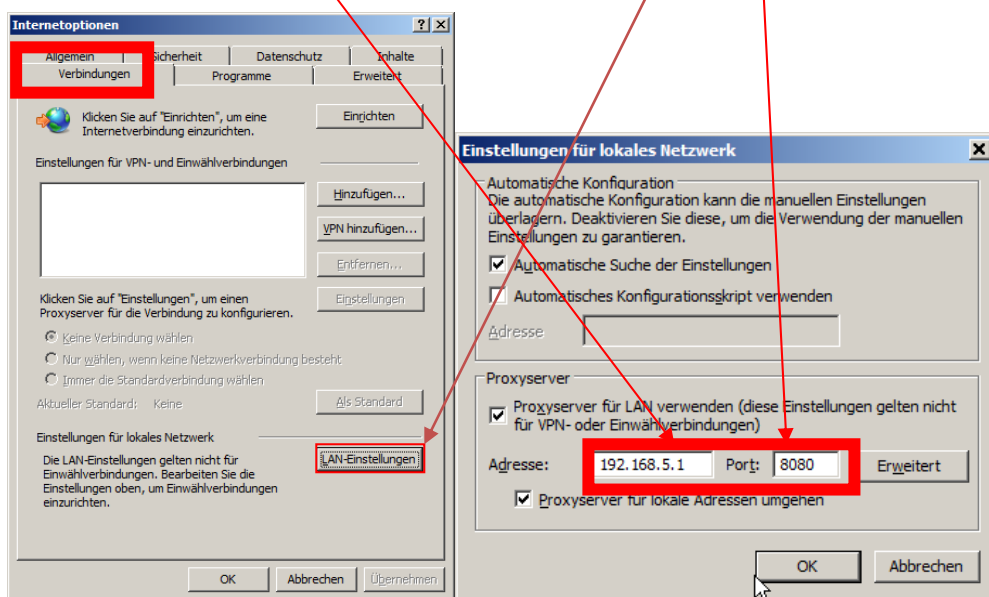 Internetoptionen
? X
Allgemein Sicherheit Datenschutz Inhalte
Verbindungen Programme Erweitert
Klicken Sie auf "Einrichten", um eine
Internetverbindung einzurichten.
Einrichten
Einstellungen für VPN- und Einwählverbindungen
Hinzufügen...
VPN hinzufügen...
Entfernen...
Klicken Sie auf "Einstellungen", um einen
Proxyserver für die Verbindung zu konfigurieren.
Einstellungen
Keine Verbindung wählen
Nur wählen, wenn keine Netzwerkverbindung besteht
Immer die Standardverbindung wählen
Aktueller Standard: Keine
Als Standard
Einstellungen für lokales Netzwerk
Die LAN-Einstellungen gelten nicht für
Einwählverbindungen. Bearbeiten Sie die
Einstellungen oben, um Einwählverbindungen
einzurichten.
LAN-Einstellungen
OK Abbrechen Übernehmen
Einstellungen für lokales Netzwerk
X
Automatische Konfiguration
Die automatische Konfiguration kann die manuellen Einstellungen
überlagern. Deaktivieren Sie diese, um die Verwendung der manuellen
Einstellungen zu garantieren.
Automatische Suche der Einstellungen
Automatisches Konfigurationsskript verwenden
Adresse
Proxyserver
Proxyserver für LAN verwenden (diese Einstellungen gelten nicht
für VPN- oder Einwählverbindungen)
Adresse: 192.168.5.1 Port: 8080 Erweitert
Proxyserver für lokale Adressen umgehen
OK Abbrechen